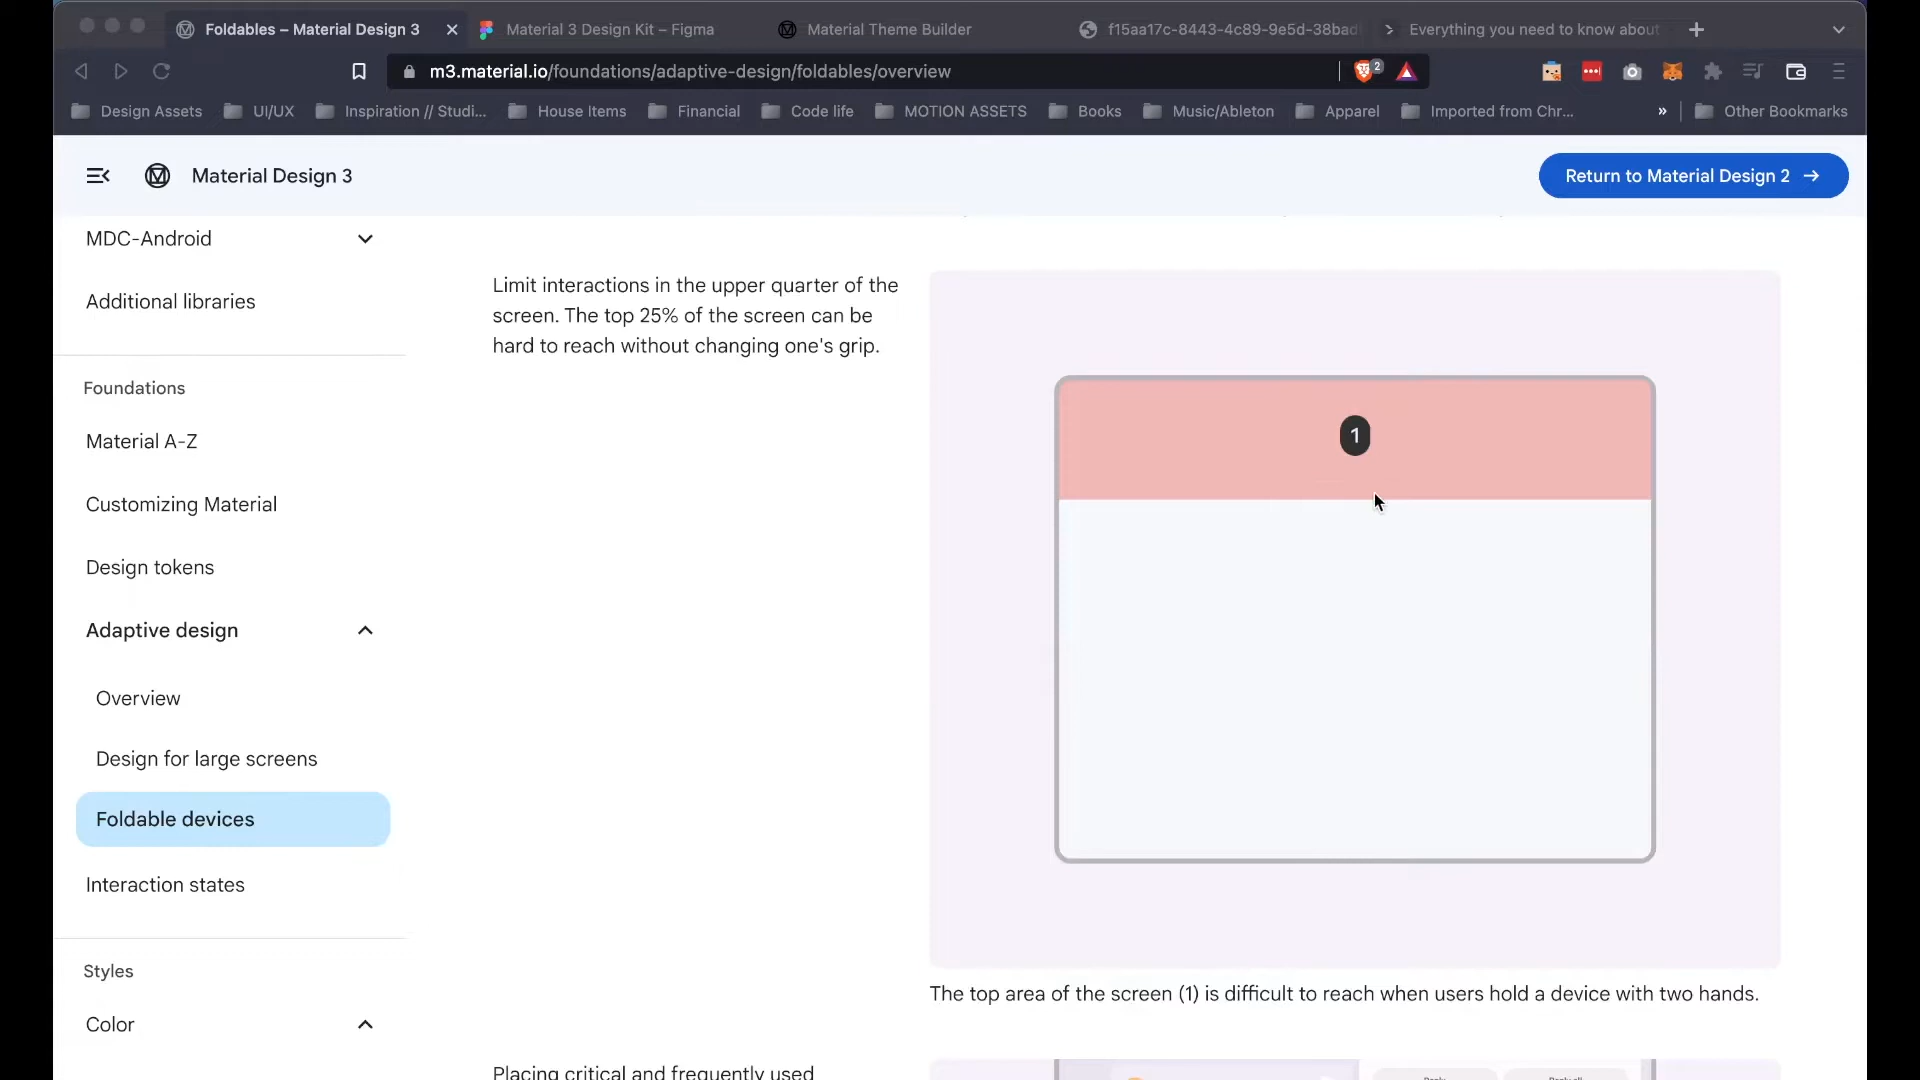 Foldables – Material Design 3
Material 3 Design Kit – Figma
Material Theme Builder
f15aa17c-8443-4c89-9e5d-38bad
Everything you need to know about
m3.material.io/foundations/adaptive-design/foldables/overview
2
Design Assets
UI/UX
Inspiration // Studi...
House Items
Financial
Code life
MOTION ASSETS
Books
Music/Ableton
Apparel
Imported from Chr...
»
Other Bookmarks
Material Design 3
Return to Material Design 2
MDC-Android
Additional libraries
Foundations
Material A-Z
Customizing Material
Design tokens
Adaptive design
Overview
Design for large screens
Foldable devices
Interaction states
Styles
Color
Limit interactions in the upper quarter of the
screen. The top 25% of the screen can be
hard to reach without changing one's grip.
1
The top area of the screen (1) is difficult to reach when users hold a device with two hands.
Placing critical and frequently used